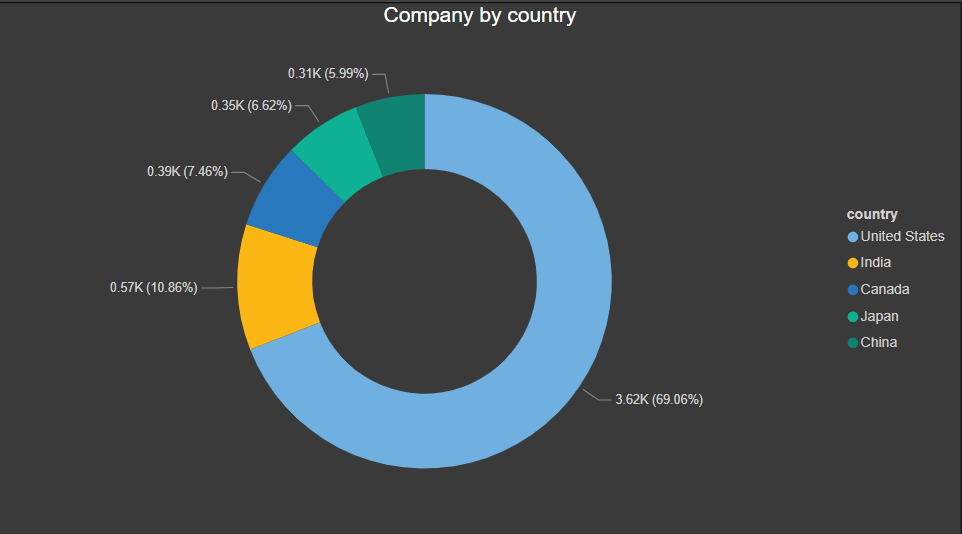 Company by country
0.31K (5.99%)
0.35K (6.62%)
0.39K (7.46%)
0.57K (10.86%)
3.62K (69.06%)
country
United States
India
Canada
Japan
China